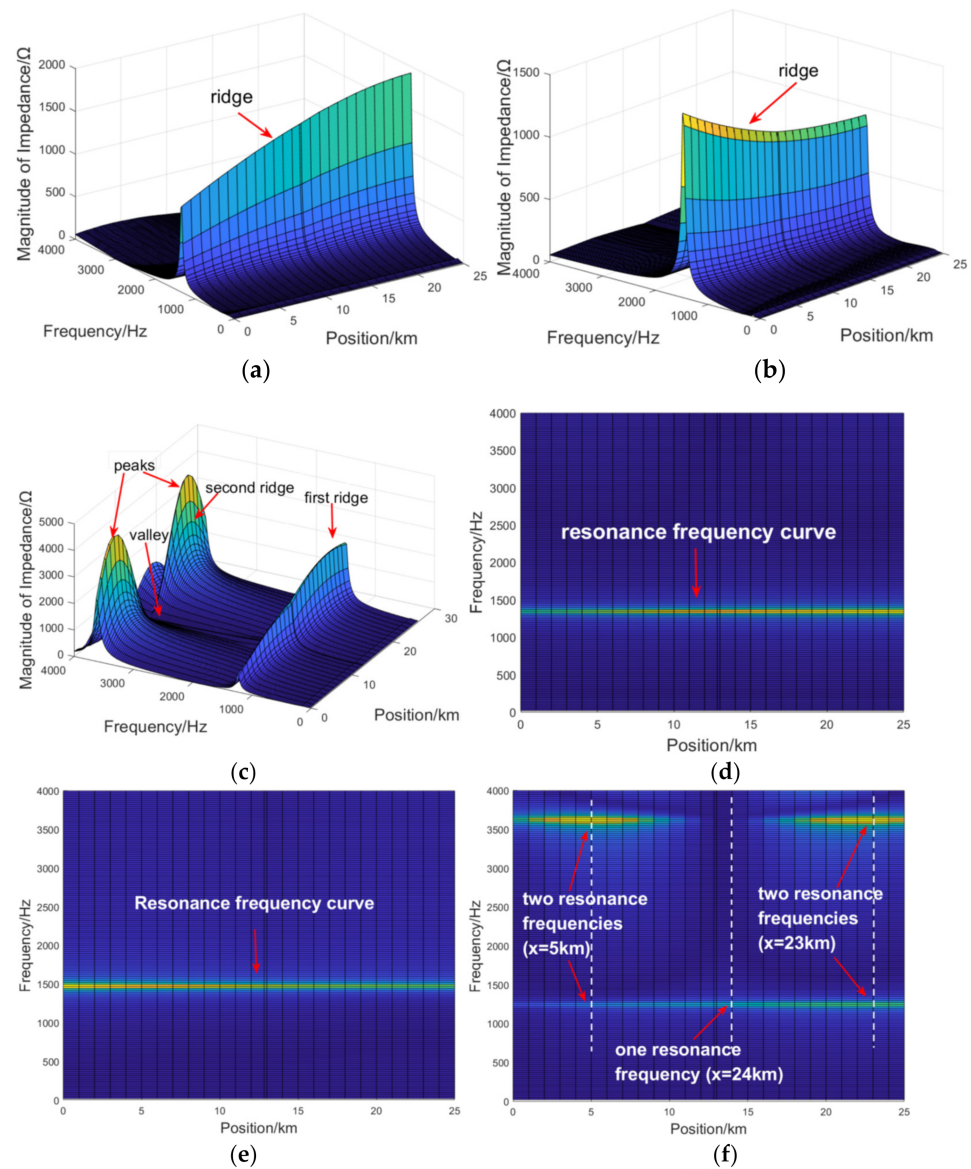 2000
1500
1000
500
0
Magnitude of Impedance/Ω
ridge
4000
3000
2000
1000
0
Frequency/Hz
0
5
10
15
20
25
Position/km
(a)
1500
1000
500
0
Magnitude of Impedance/Ω
ridge
4000
3000
2000
1000
0
Frequency/Hz
0
5
10
15
20
25
Position/km
(b)
5000
4000
3000
2000
1000
0
Magnitude of Impedance/Ω
peaks
second ridge
first ridge
valley
4000
3000
2000
1000
0
Frequency/Hz
0
10
20
30
Position/km
(c)
4000
3500
3000
2500
2000
1500
1000
500
0
Frequency/Hz
resonance frequency curve
0
5
10
15
20
25
Position/km
(d)
4000
3500
3000
2500
2000
1500
1000
500
0
Frequency/Hz
Resonance frequency curve
0
5
10
15
20
25
Position/km
(e)
4000
3500
3000
2500
2000
1500
1000
500
0
Frequency/Hz
two resonance
frequencies
(x=5km)
two resonance
frequencies
(x=23km)
one resonance
frequency (x=24km)
0
5
10
15
20
25
Position/km
(f)